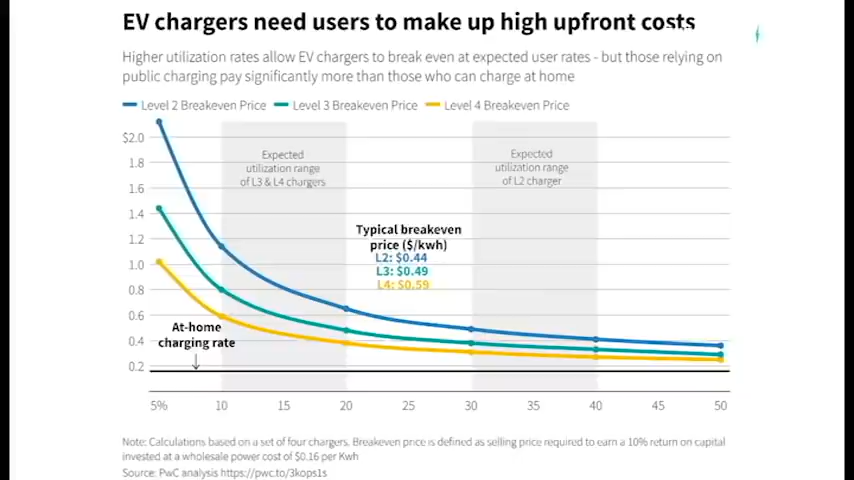 EV chargers need users to make up high upfront costs
Higher utilization rates allow EV chargers to break even at expected user rates - but those relying on
public charging pay significantly more than those who can charge at home
Level 2 Breakeven Price Level 3 Breakeven Price Level 4 Breakeven Price
$2.0
1.8
1.6
1.4
1.2
1.0
0.8
0.6
0.4
0.2
Expected
utilization range
of L3 & L4 chargers
Expected
utilization range
of L2 charger
Typical breakeven
price ($/kwh)
L2: $0.44
L3: $0.49
L4: $0.59
At-home
charging rate
5% 10 15 20 25 30 35 40 45 50
Note: Calculations based on a set of four chargers. Breakeven price is defined as selling price required to earn a 10% return on capital
invested at a wholesale power cost of $0.16 per Kwh
Source: PwC analysis https://pwc.to/3kops1s